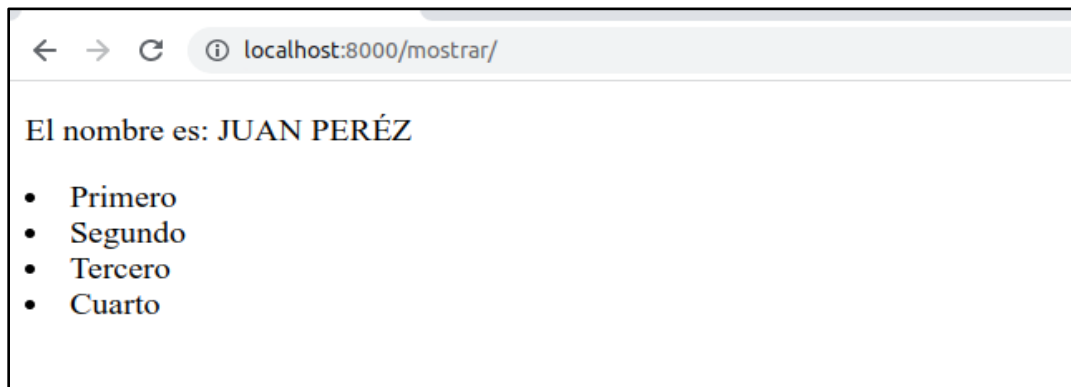 localhost:8000/mostrar/
El nombre es: JUAN PERÉZ
Primero
Segundo
Tercero
Cuarto